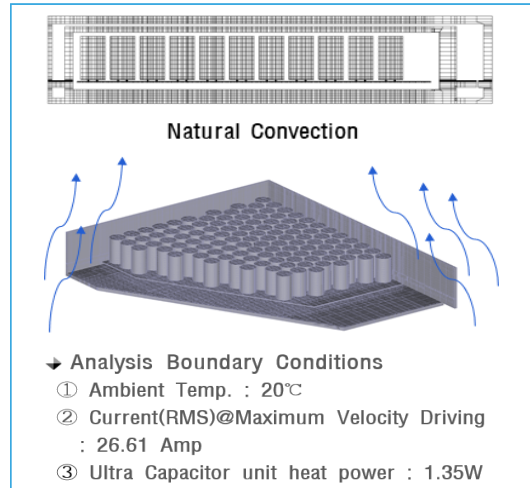 Natural Convection
Analysis Boundary Conditions
① Ambient Temp. : 20℃
② Current(RMS)@Maximum Velocity Driving
: 26.61 Amp
③ Ultra Capacitor unit heat power : 1.35W